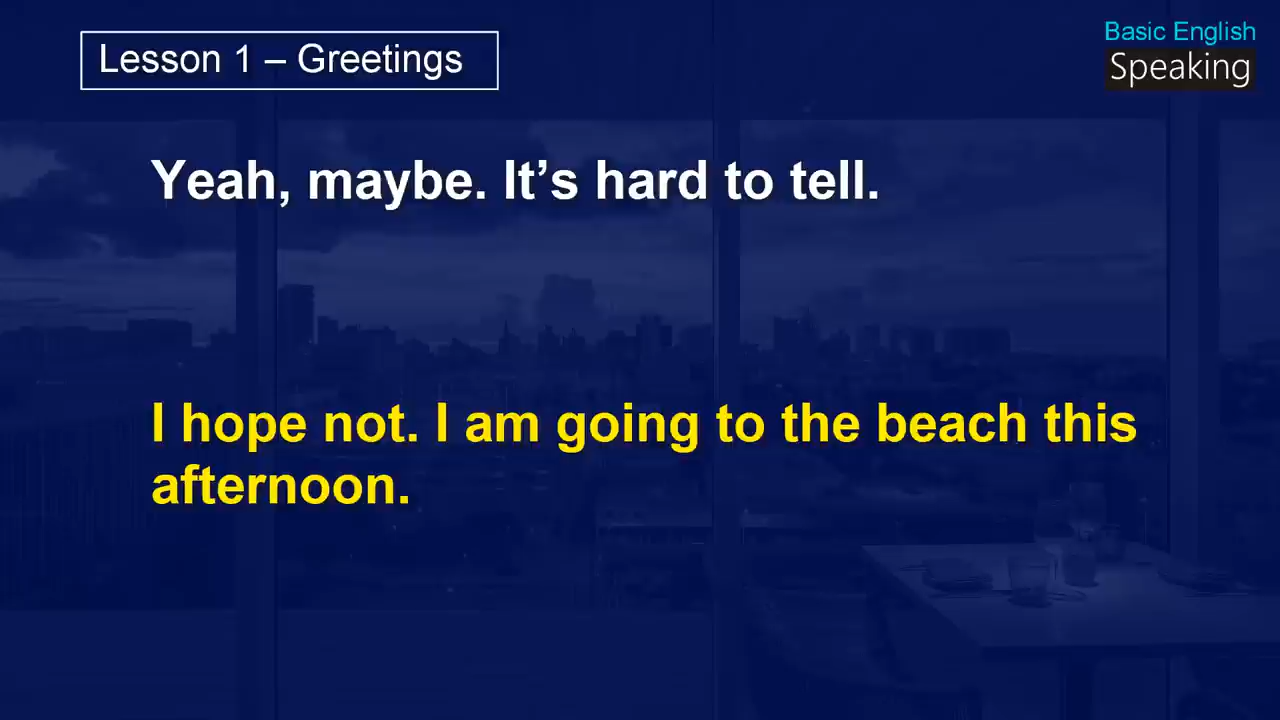 Lesson 1 – Greetings
Basic English
Speaking
Yeah, maybe. It’s hard to tell.
I hope not. I am going to the beach this
afternoon.